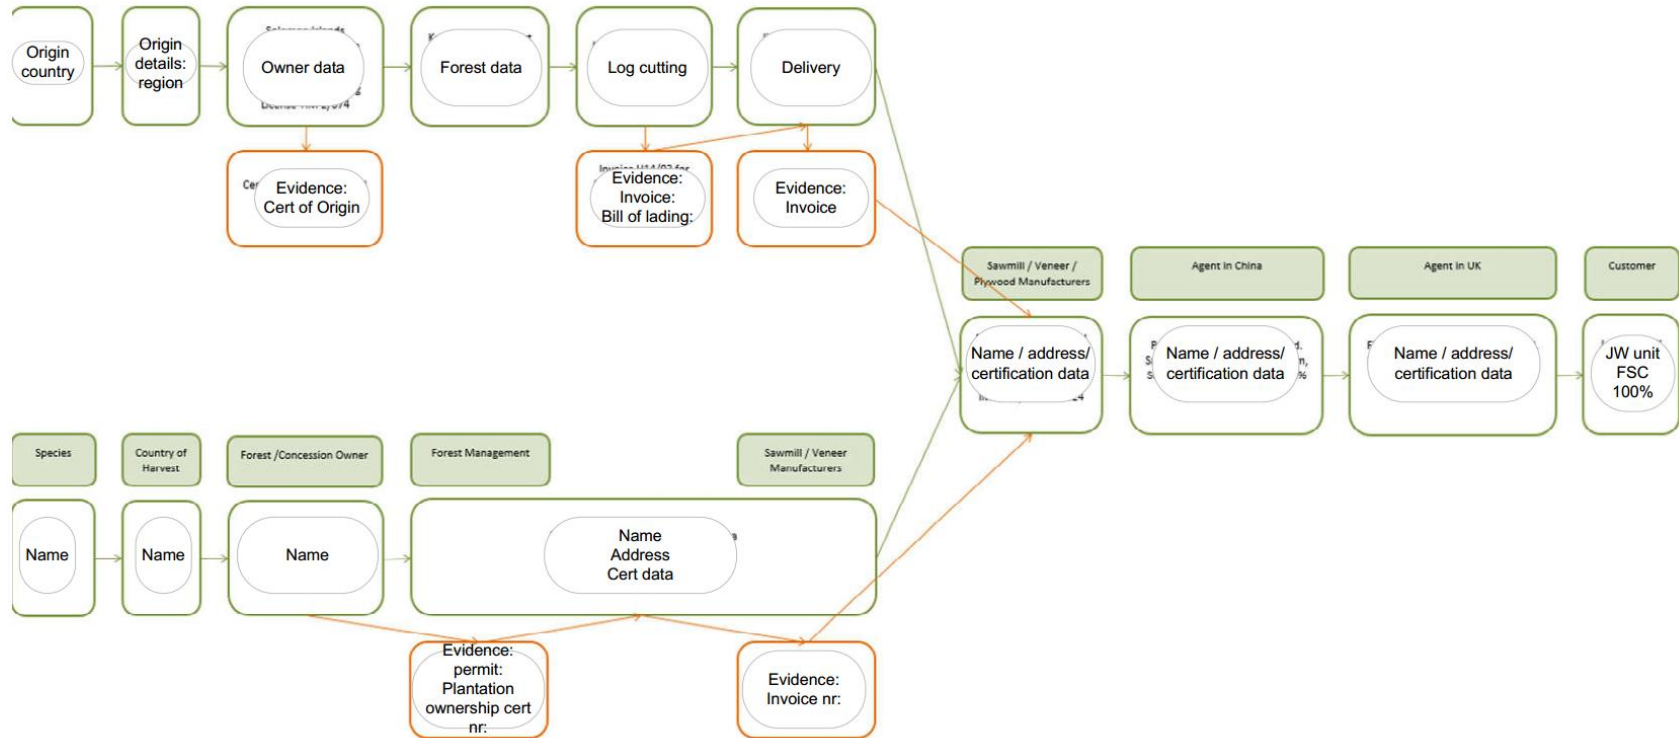 Origin
country
Origin
details:
region
Owner data
Forest data
Log cutting
Delivery
Evidence:
Cert of Origin
Evidence:
Invoice:
Bill of lading:
Evidence:
Invoice
Sawmill / Veneer /
Plywood Manufacturers
Agent in China
Agent in UK
Customer
Name / address/
certification data
Name / address/
certification data
Name / address/
certification data
JW unit
FSC
100%
Species
Country of
Harvest
Forest /Concession Owner
Forest Management
Sawmill / Veneer
Manufacturers
Name
Name
Name
Name
Address
Cert data
Evidence:
permit:
Plantation
ownership cert
nr:
Evidence:
Invoice nr: